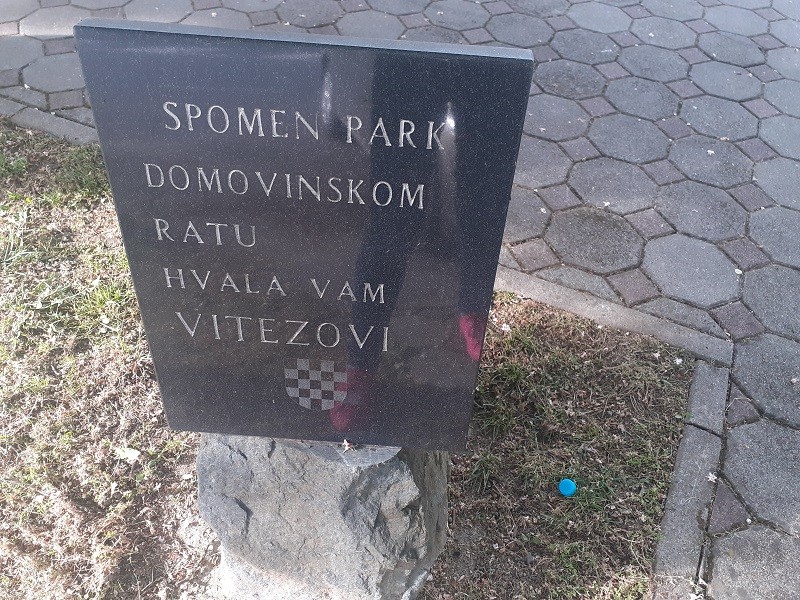 SPOMEN PARK
DOMOVINSKOM
RATU
HVALA VAM
VITEZOVI